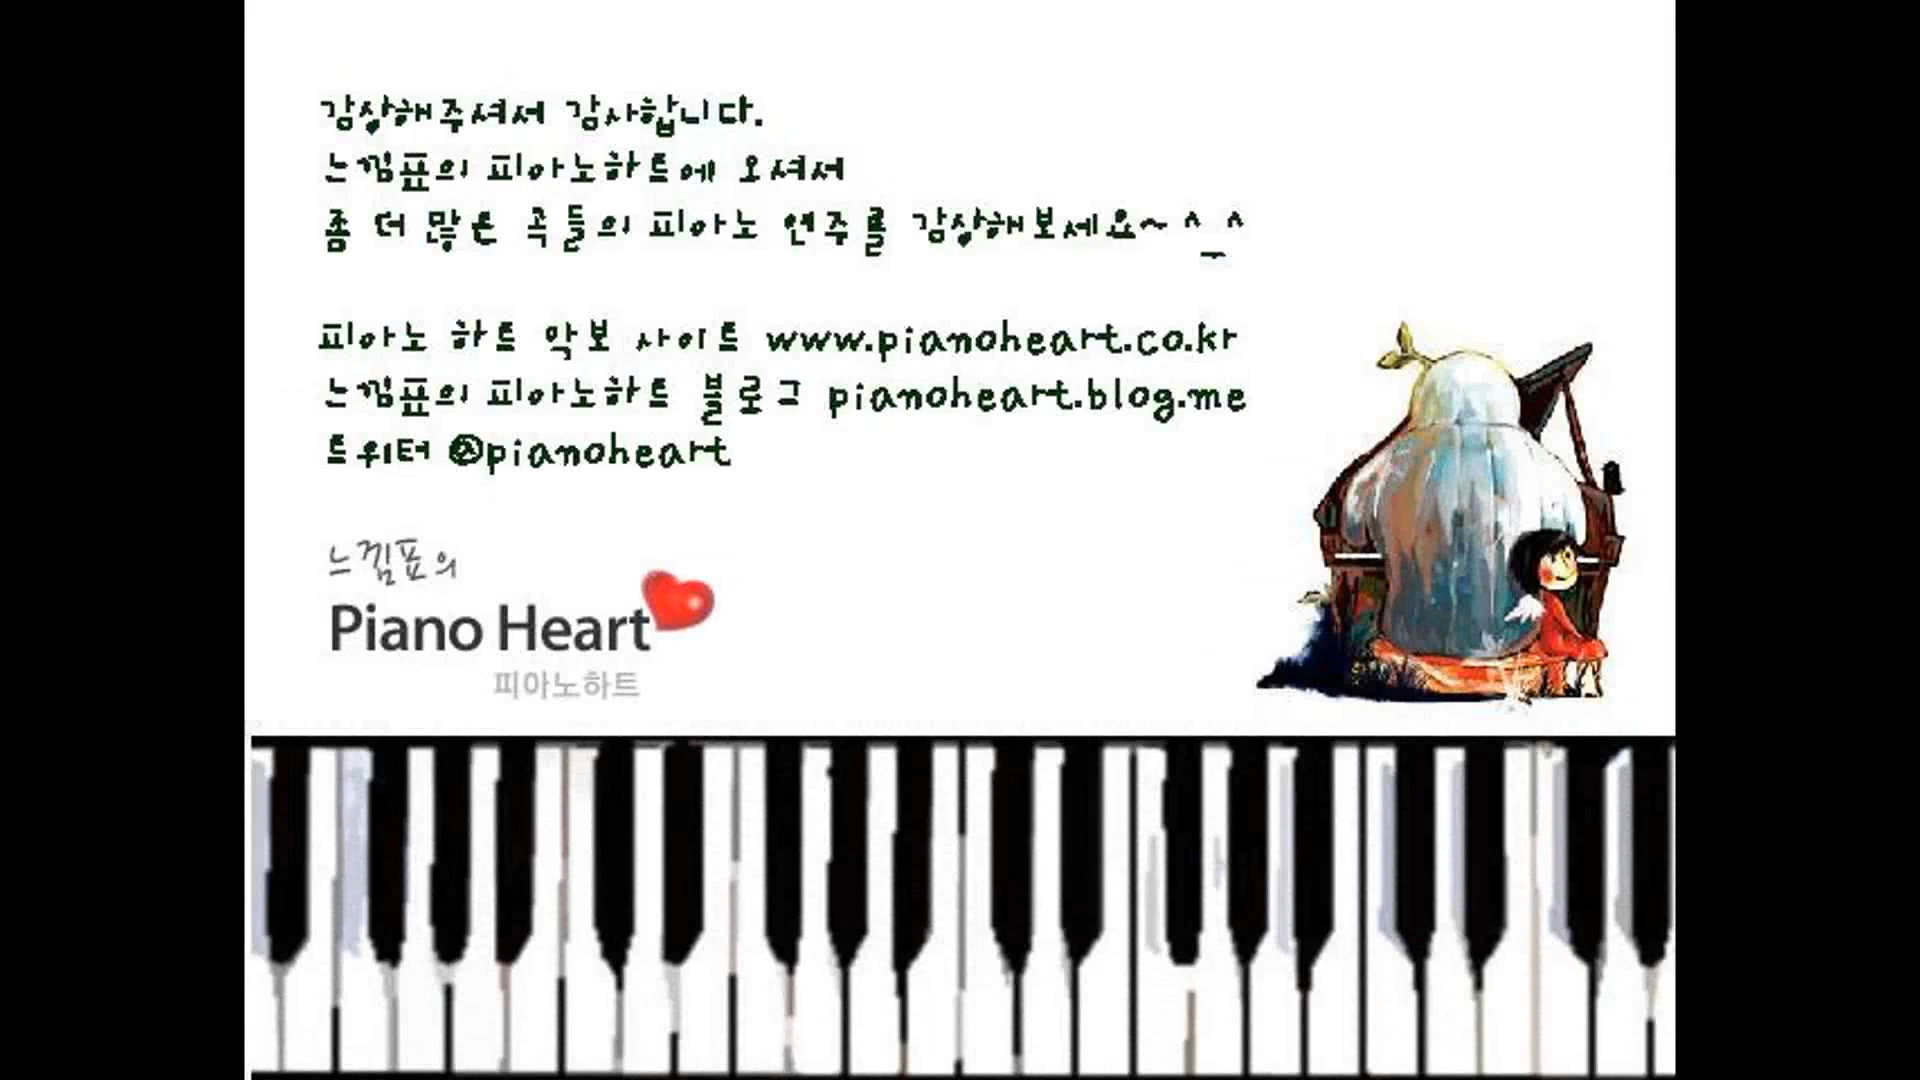 감상해주셔서 감사합니다.
느낌표의 피아노하트에 오셔서
좀 더 많은 곡들의 피아노 연주를 감상해보세요~ ^_^
피아노 하트 악보 사이트 www.pianoheart.co.kr
느낌표의 피아노하트 블로그 pianoheart.blog.me
트위터 @pianoheart
느낌표의
Piano Heart
피아노하트